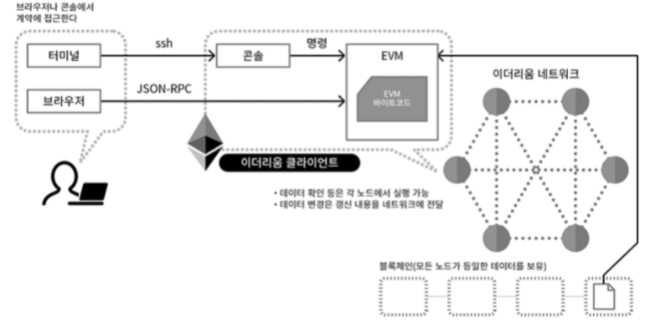 브라우저나 콘솔에서
계약에 접근한다
터미널
ssh
콘솔
명령
EVM
브라우저
JSON-RPC
EVM
바이트코드
이더리움 네트워크
이더리움 클라이언트
• 데이터 확인 등은 각 노드에서 실행 가능
• 데이터 변경은 갱신 내용을 네트워크에 전달
블록체인(모든 노드가 동일한 데이터를 보유)